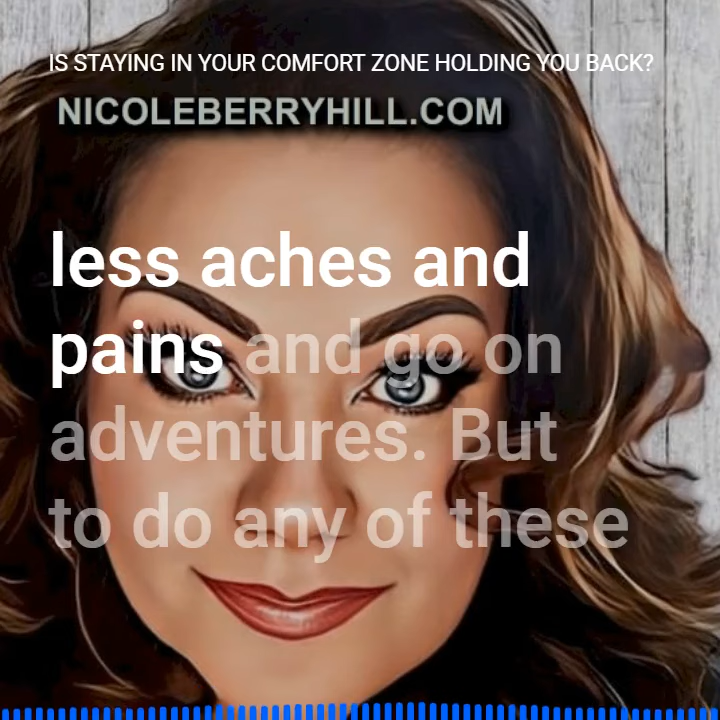 IS STAYING IN YOUR COMFORT ZONE HOLDING YOU BACK?
NICOLEBERRYHILL.COM
less aches and
pains and go on
adventures. But
to do any of these